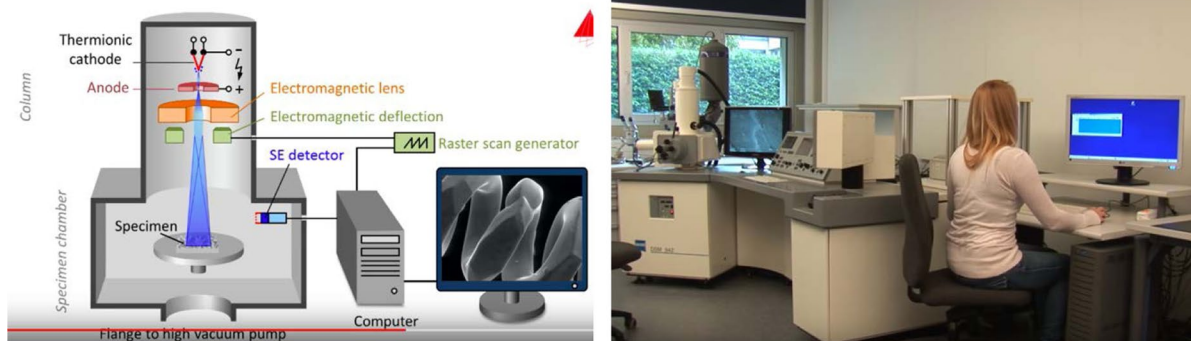 Column
Thermionic
cathode
−
Anode
+
Electromagnetic lens
Electromagnetic deflection
Raster scan generator
SE detector
Specimen chamber
Specimen
Computer
Flange to high vacuum pump